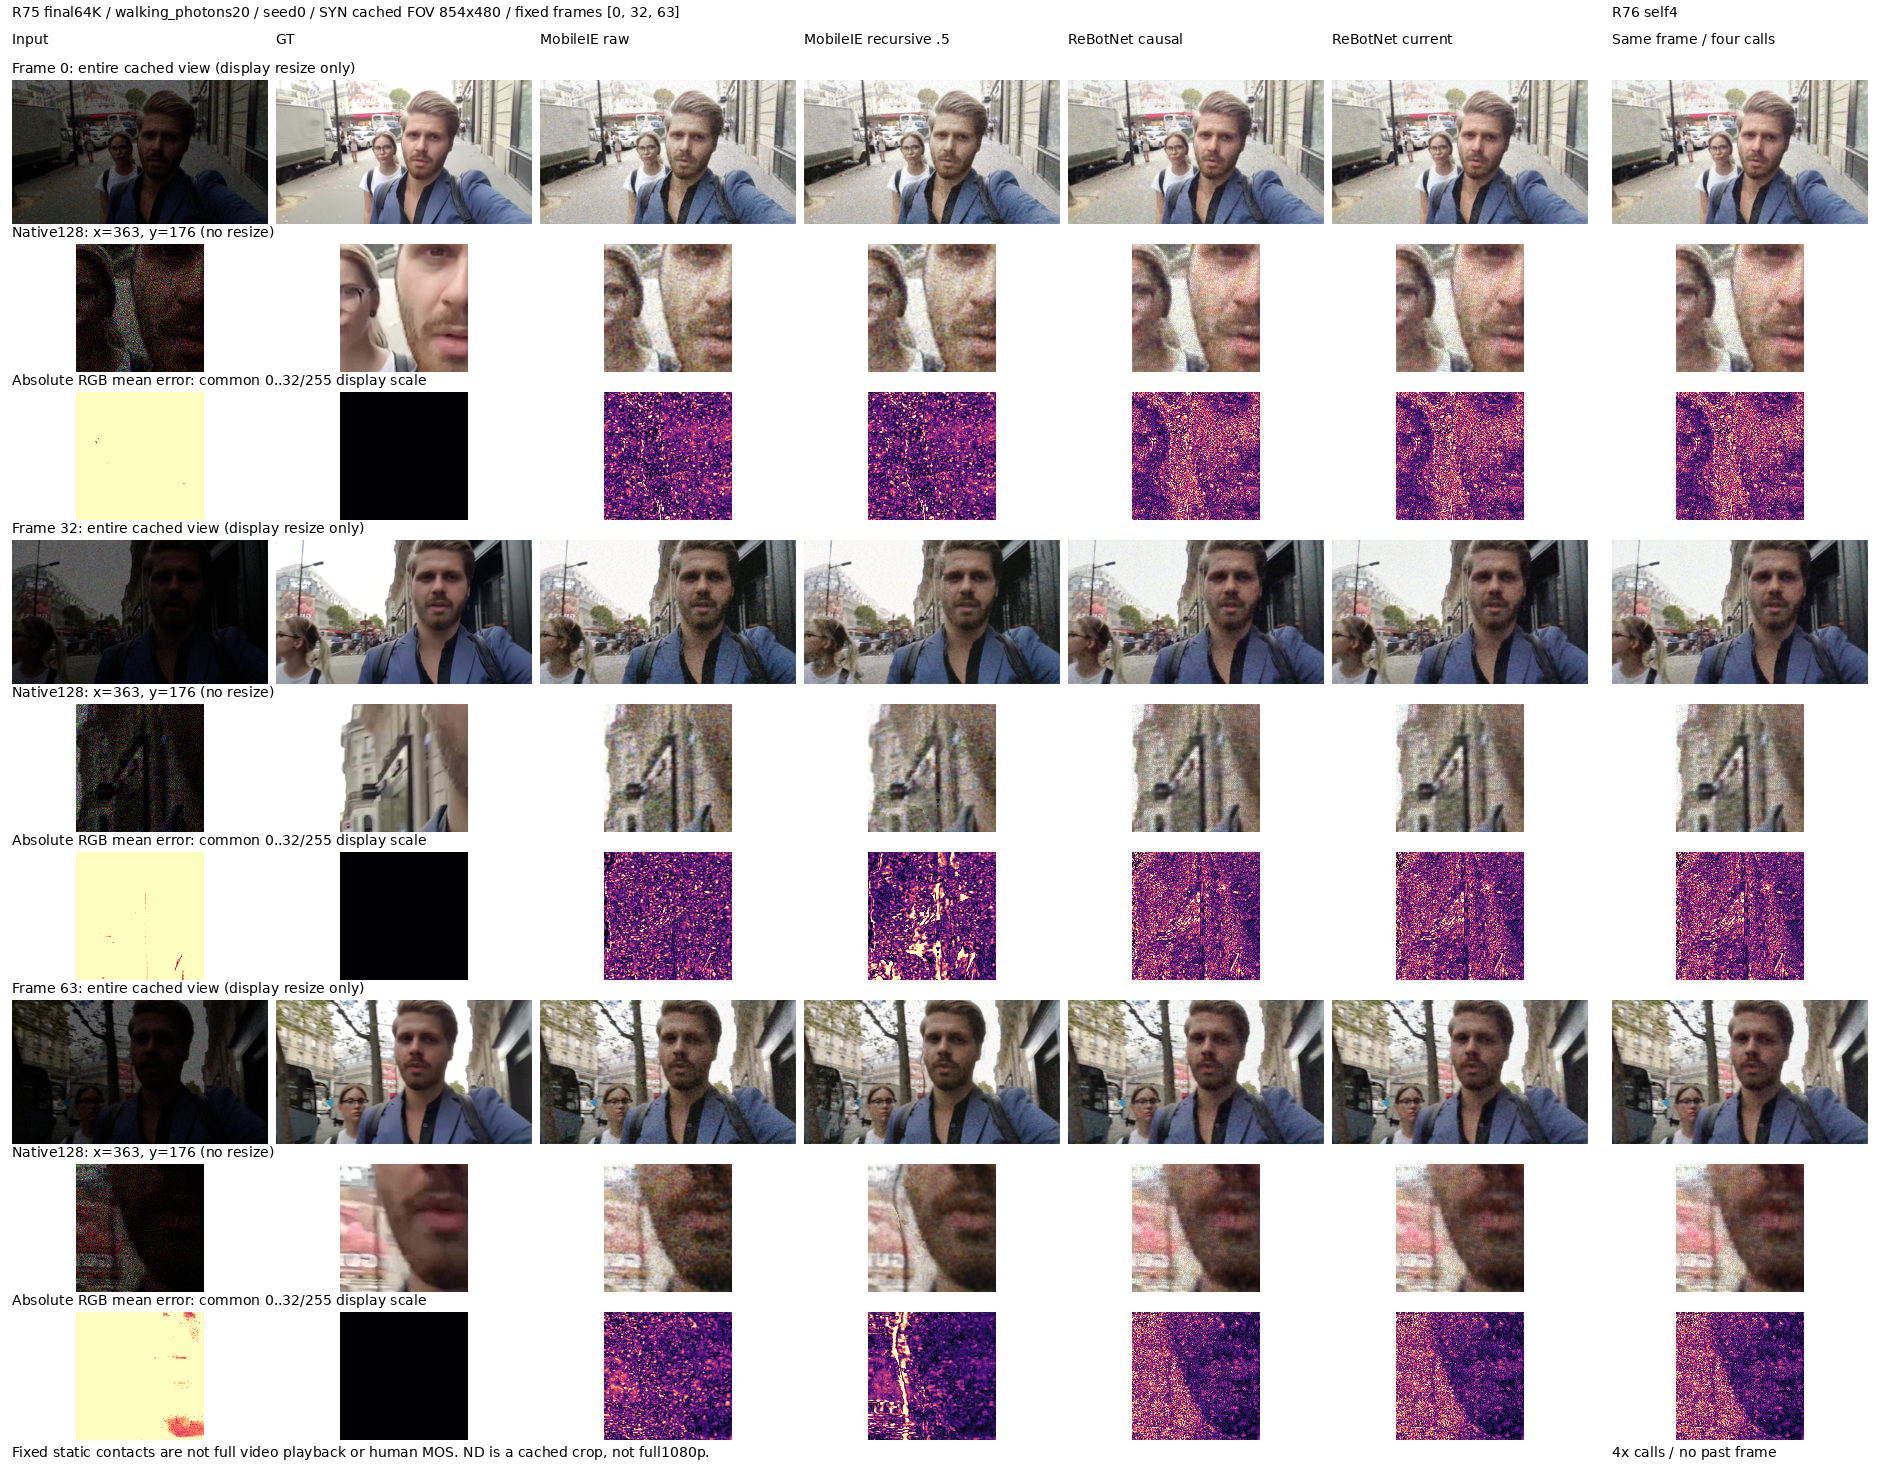 R75 final64K / walking_photons20 / seed0 / SYN cached FOV 854x480 / fixed frames [0, 32, 63]
R76 self4
Input
GT
MobileIE raw
MobileIE recursive .5
ReBotNet causal
ReBotNet current
Same frame / four calls
Frame 0: entire cached view (display resize only)
Native128: x=363, y=176 (no resize)
Absolute RGB mean error: common 0..32/255 display scale
Frame 32: entire cached view (display resize only)
Native128: x=363, y=176 (no resize)
Absolute RGB mean error: common 0..32/255 display scale
Frame 63: entire cached view (display resize only)
Native128: x=363, y=176 (no resize)
Absolute RGB mean error: common 0..32/255 display scale
Fixed static contacts are not full video playback or human MOS. ND is a cached crop, not full1080p.
4x calls / no past frame